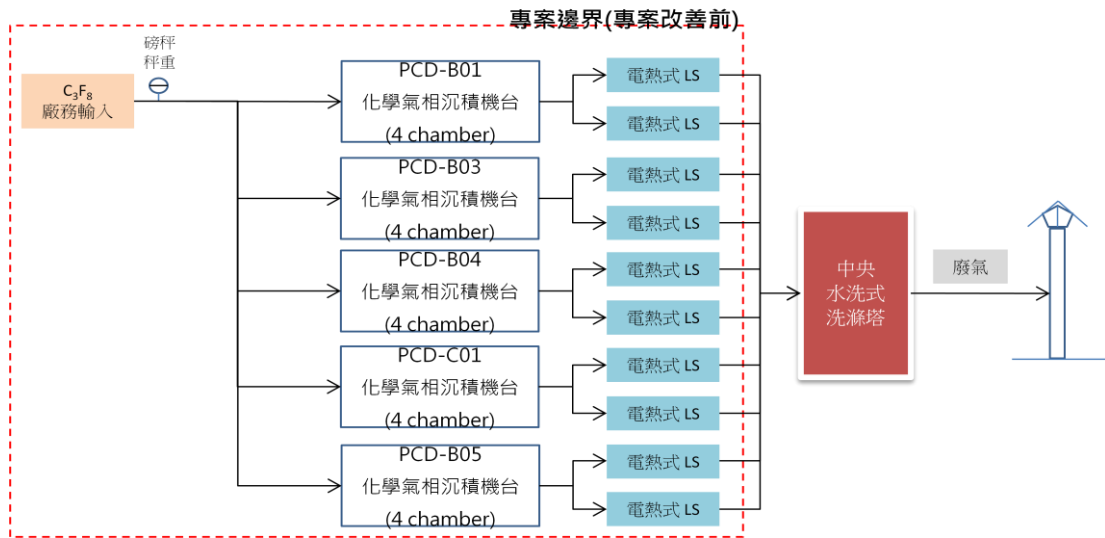 專案邊界(專案改善前)
磅秤
秤重
C₃F₈
廠務輸入
PCD-B01
化學氣相沉積機台
(4 chamber)
電熱式 LS
電熱式 LS
PCD-B03
化學氣相沉積機台
(4 chamber)
電熱式 LS
電熱式 LS
PCD-B04
化學氣相沉積機台
(4 chamber)
電熱式 LS
電熱式 LS
PCD-C01
化學氣相沉積機台
(4 chamber)
電熱式 LS
電熱式 LS
PCD-B05
化學氣相沉積機台
(4 chamber)
電熱式 LS
電熱式 LS
中央
水洗式
洗滌塔
廢氣